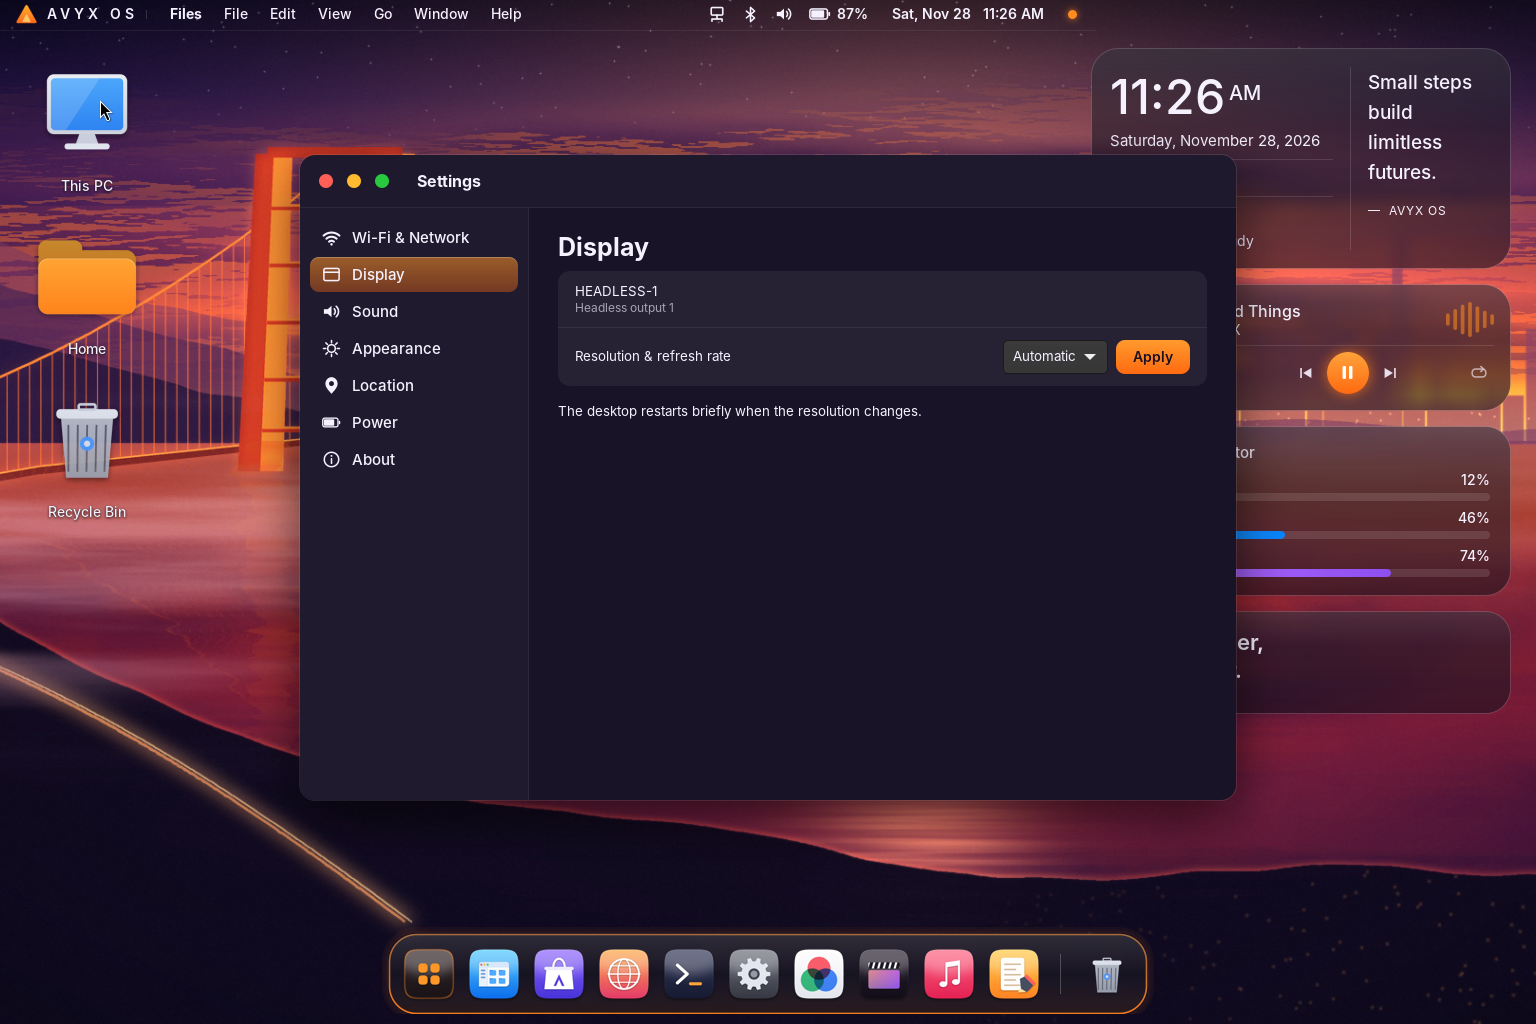 AVYX OS
Files File Edit View Go Window Help
87% Sat, Nov 28 11:26 AM
This PC
Home
Recycle Bin
11:26 AM
Saturday, November 28, 2026
dy
Small steps
build
limitless
futures.
— AVYX OS
Settings
Wi-Fi & Network
Display
Sound
Appearance
Location
Power
About
Display
HEADLESS-1
Headless output 1
Resolution & refresh rate
Automatic
Apply
The desktop restarts briefly when the resolution changes.
d Things
X
tor
12%
46%
74%
er,
.